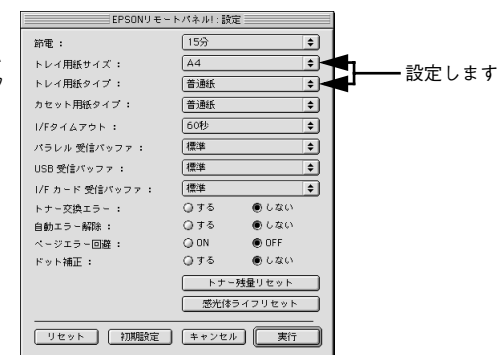 EPSONリモートパネル!:設定
節電: 15分
トレイ用紙サイズ: A4
トレイ用紙タイプ: 普通紙
設定します
カセット用紙タイプ: 普通紙
I/Fタイムアウト: 60秒
パラレル 受信バッファ: 標準
USB 受信バッファ: 標準
I/F カード 受信バッファ: 標準
トナー交換エラー: する しない
自動エラー解除: する しない
ページエラー回避: ON OFF
ドット補正: する しない
トナー残量リセット
感光体ライフリセット
リセット 初期設定 キャンセル 実行